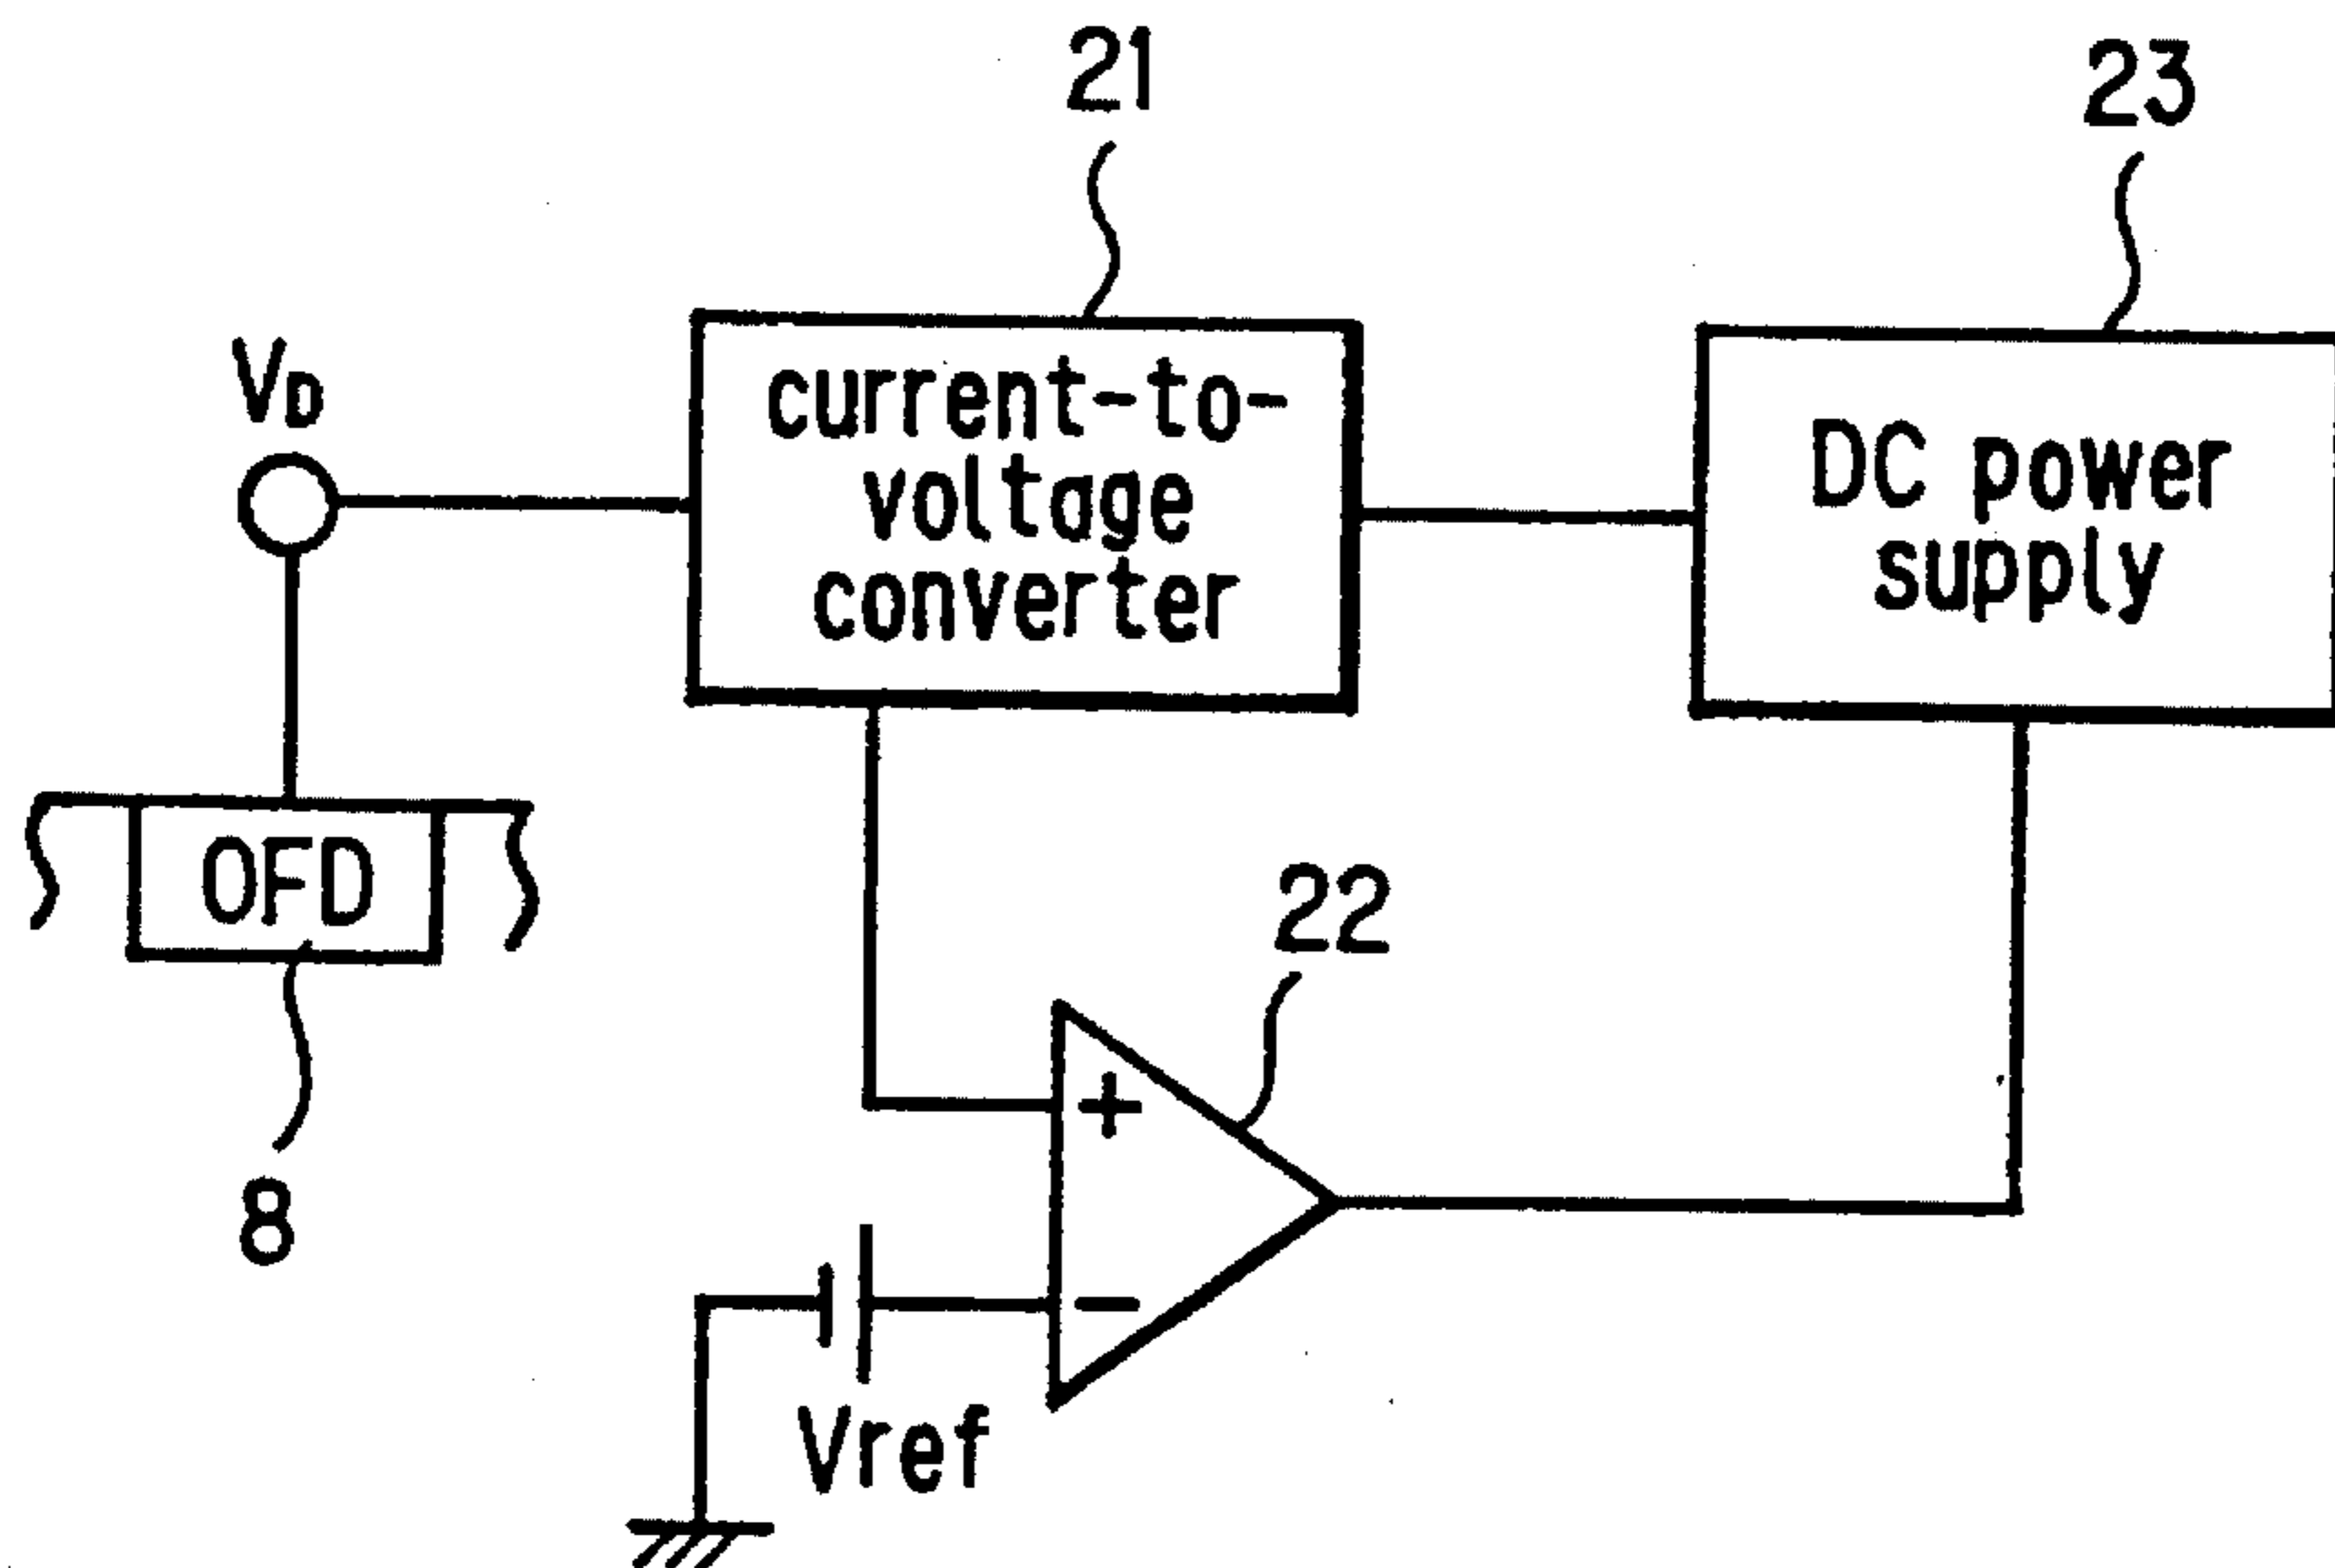 21
23
VD
current-to-
voltage
converter
DC power
supply
OFD
22
+
8
−
Vref